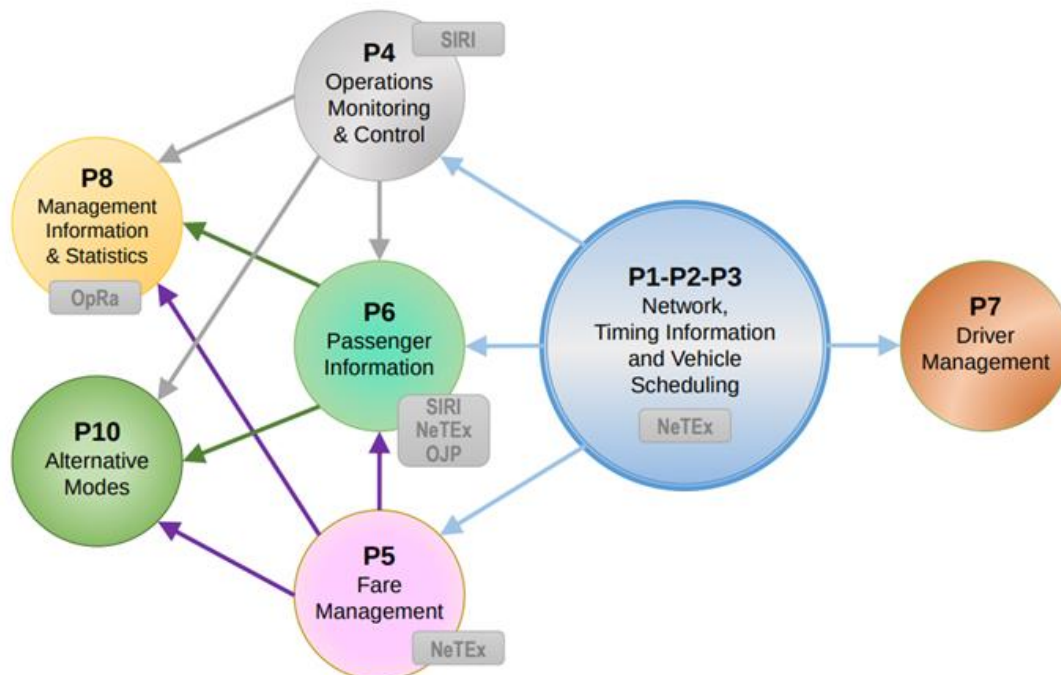 SIRI
P4
Operations
Monitoring
& Control
P8
Management
Information
& Statistics
OpRa
P1-P2-P3
Network,
Timing Information
and Vehicle
Scheduling
NeTEx
P6
Passenger
Information
SIRI
NeTEx
OJP
P7
Driver
Management
P10
Alternative
Modes
P5
Fare
Management
NeTEx